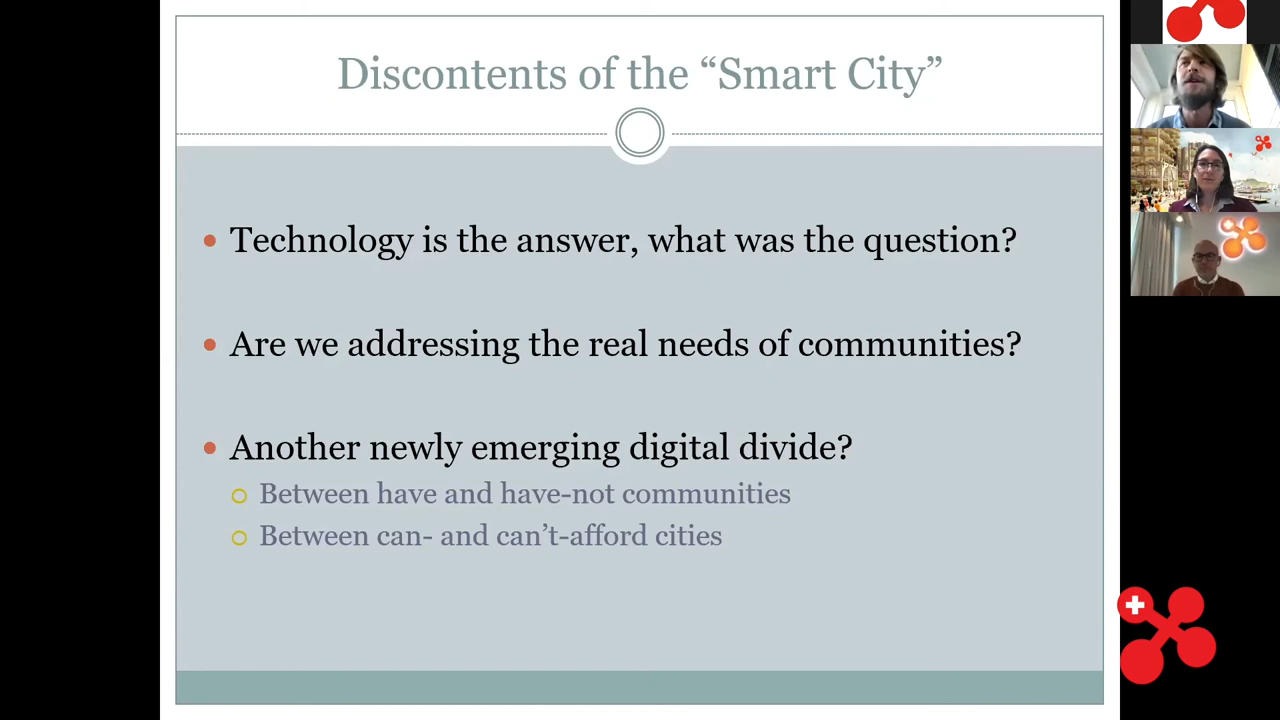 Discontents of the “Smart City”
Technology is the answer, what was the question?
Are we addressing the real needs of communities?
Another newly emerging digital divide?
Between have and have-not communities
Between can- and can’t-afford cities